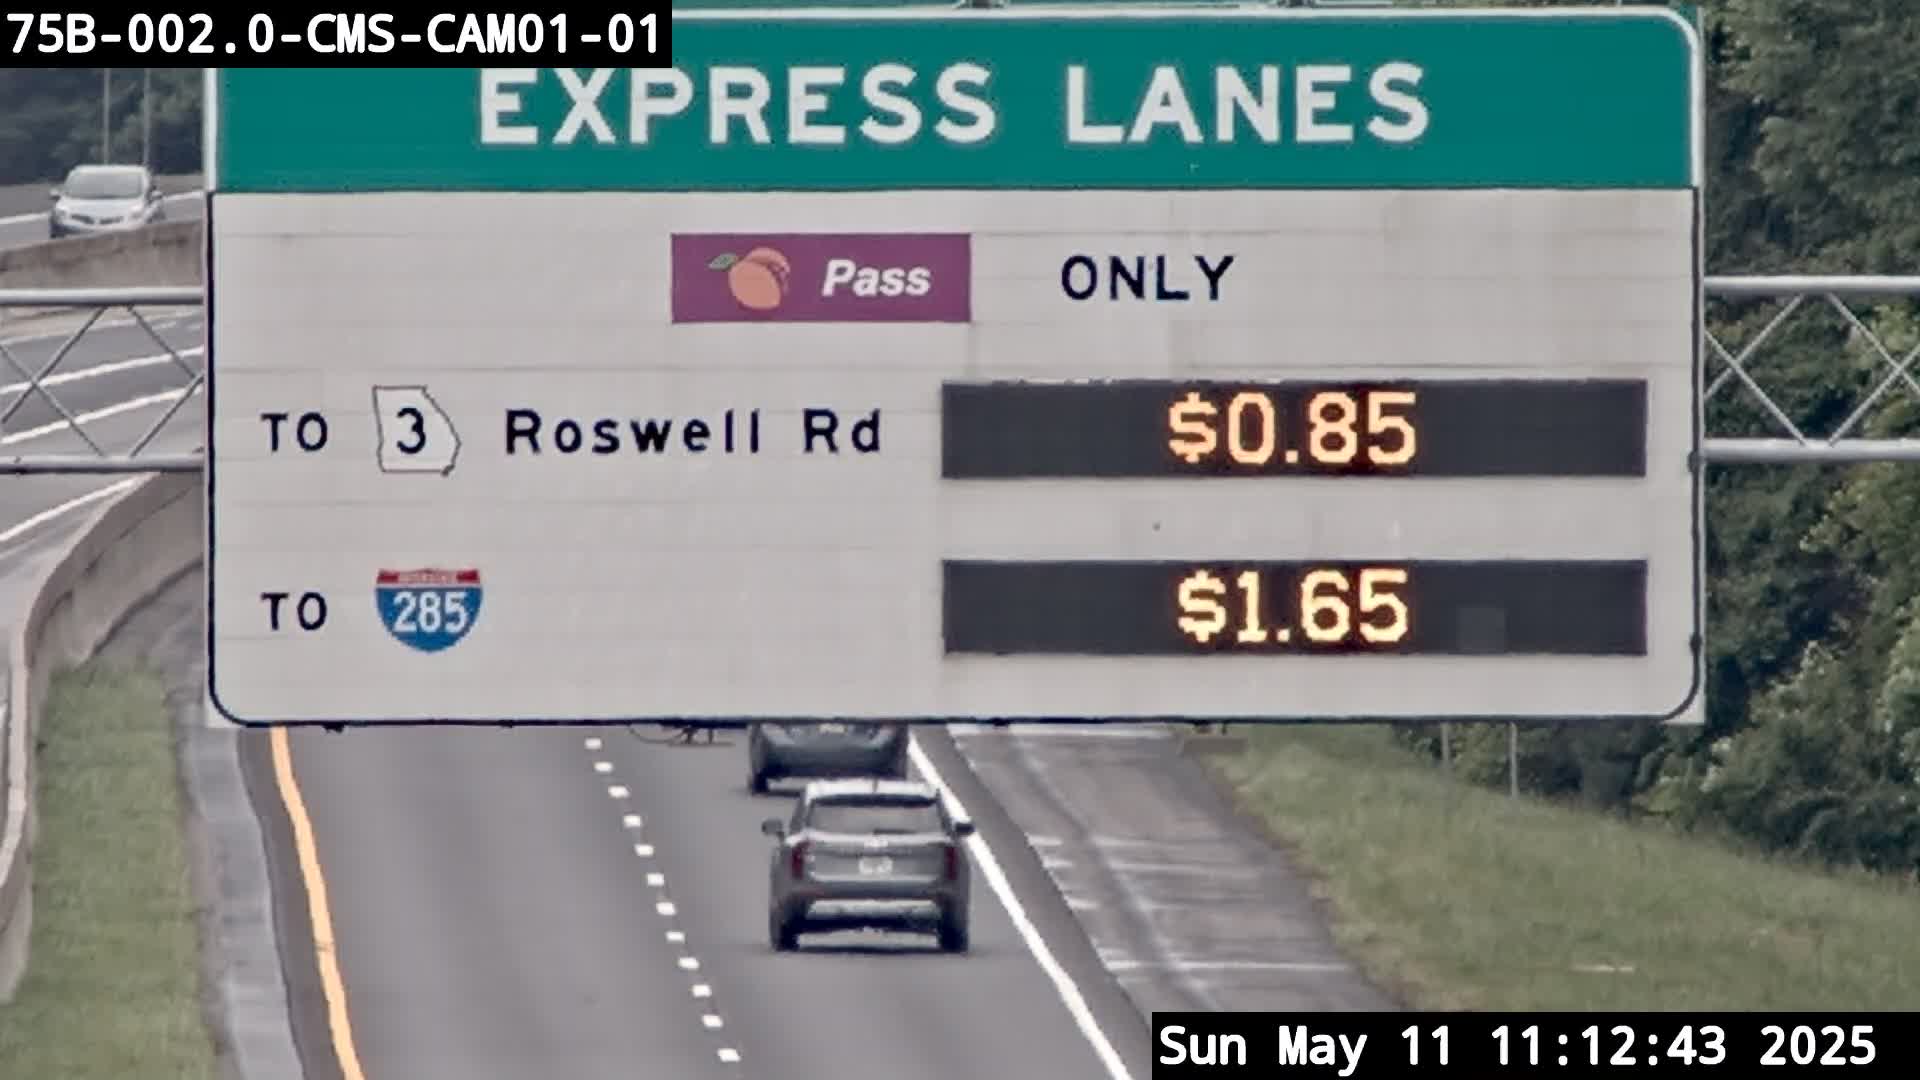 75B-002.0-CMS-CAM01-01
EXPRESS LANES
Pass ONLY
TO 3 Roswell Rd $0.85
TO 285 $1.65
Sun May 11 11:12:43 2025